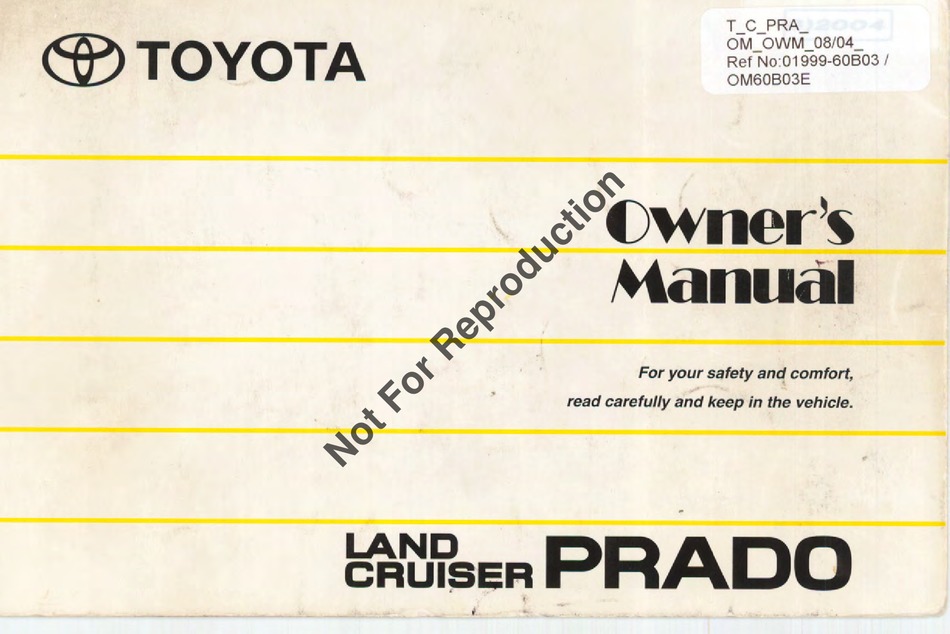 TOYOTA
T_C_PRA_
OM_OWM_08/04_
Ref No:01999-60B03 /
OM60B03E
Owner's
Manual
Not For Reproduction
For your safety and comfort,
read carefully and keep in the vehicle.
LAND
CRUISER
PRADO